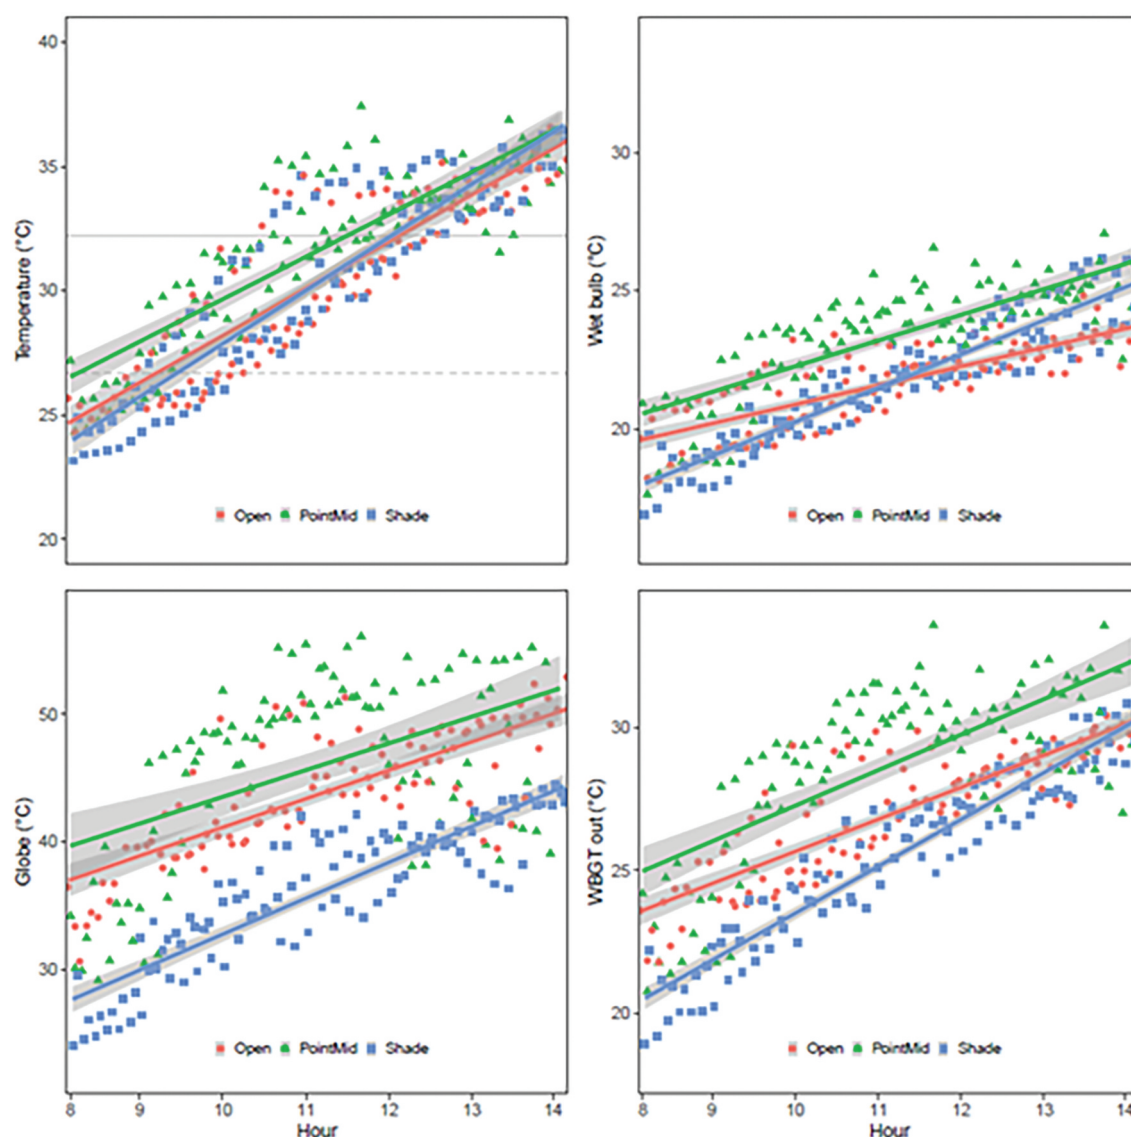 40
35
30
25
20
Temperature (°C)
Open PointMid Shade
30
25
20
Wet bulb (°C)
Open PointMid Shade
50
40
30
Globe (°C)
Open PointMid Shade
8 9 10 11 12 13 14
Hour
30
25
20
WBGT out (°C)
Open PointMid Shade
8 9 10 11 12 13 14
Hour